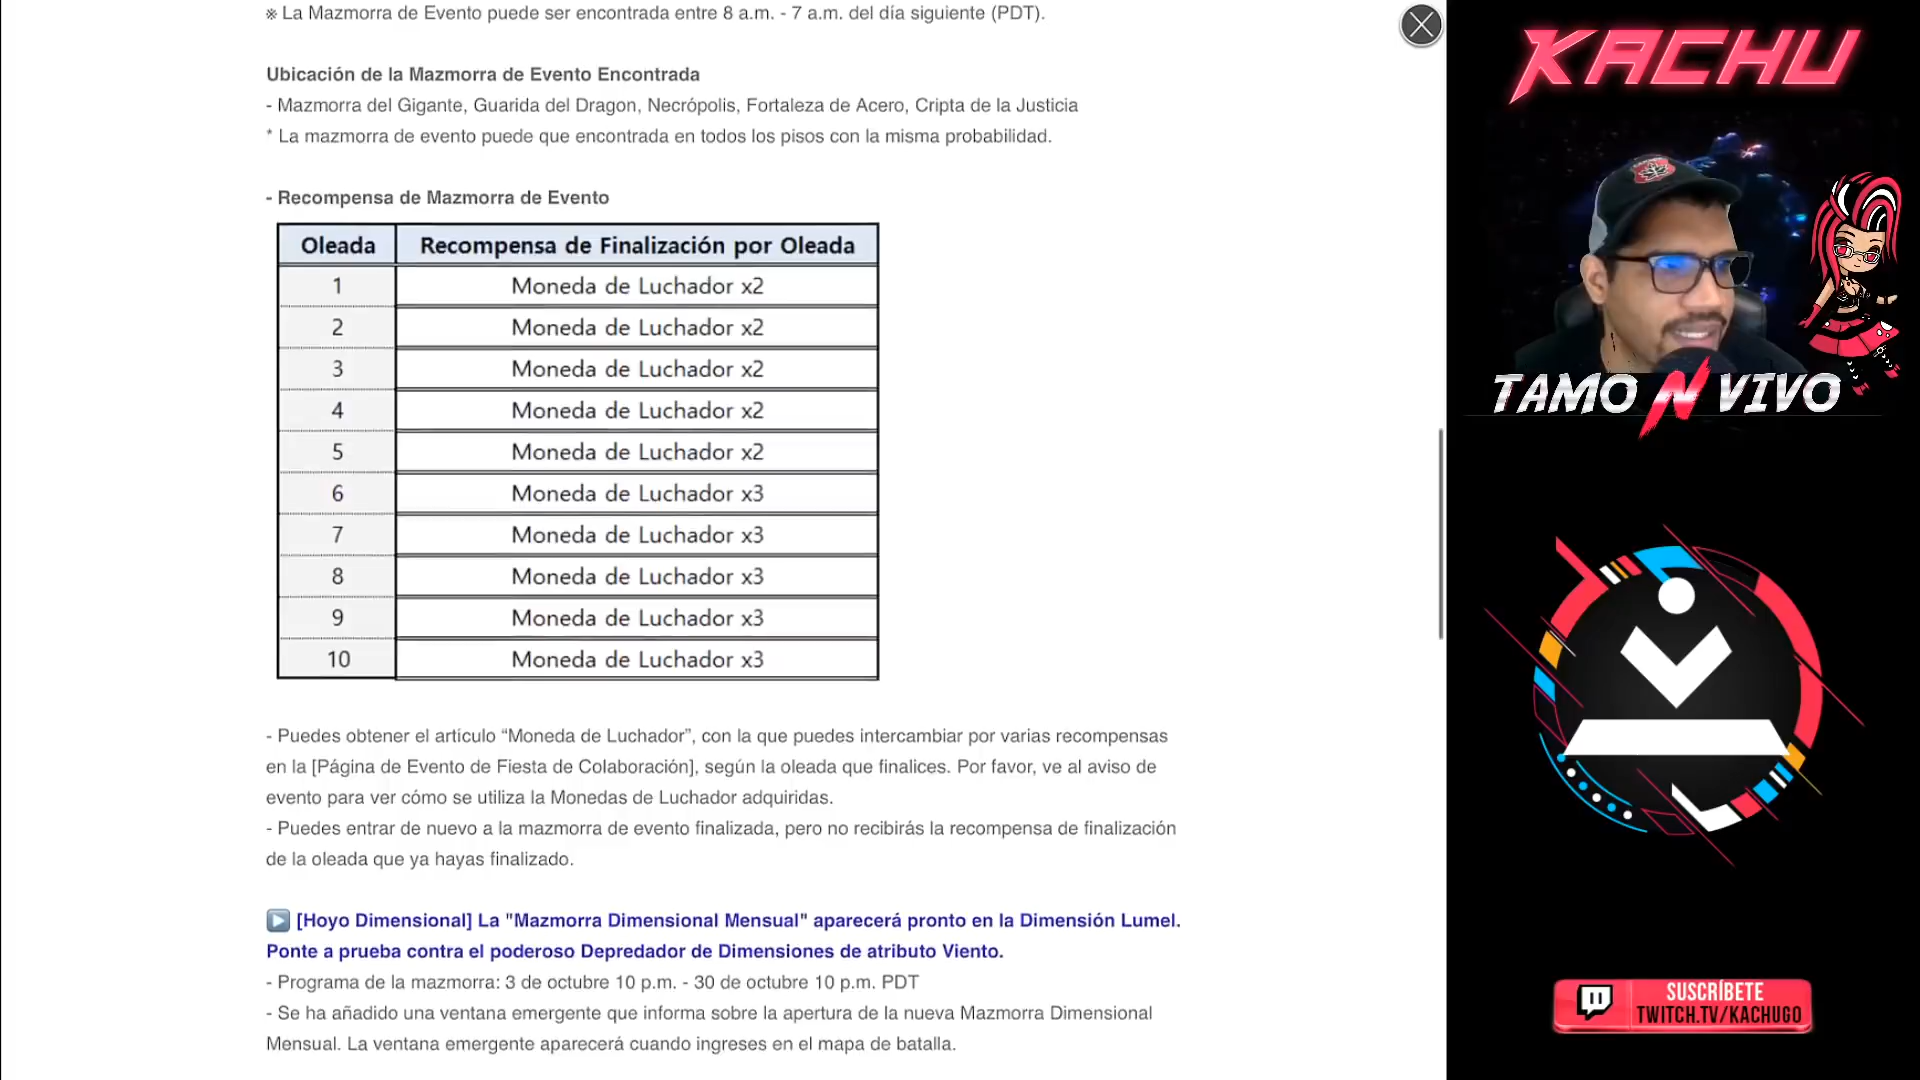 ※ La Mazmorra de Evento puede ser encontrada entre 8 a.m. - 7 a.m. del día siguiente (PDT).
Ubicación de la Mazmorra de Evento Encontrada
- Mazmorra del Gigante, Guarida del Dragon, Necrópolis, Fortaleza de Acero, Cripta de la Justicia
* La mazmorra de evento puede que encontrada en todos los pisos con la misma probabilidad.
- Recompensa de Mazmorra de Evento
Oleada Recompensa de Finalización por Oleada
1 Moneda de Luchador x2
2 Moneda de Luchador x2
3 Moneda de Luchador x2
4 Moneda de Luchador x2
5 Moneda de Luchador x2
6 Moneda de Luchador x3
7 Moneda de Luchador x3
8 Moneda de Luchador x3
9 Moneda de Luchador x3
10 Moneda de Luchador x3
- Puedes obtener el artículo “Moneda de Luchador”, con la que puedes intercambiar por varias recompensas
en la [Página de Evento de Fiesta de Colaboración], según la oleada que finalices. Por favor, ve al aviso de
evento para ver cómo se utiliza la Monedas de Luchador adquiridas.
- Puedes entrar de nuevo a la mazmorra de evento finalizada, pero no recibirás la recompensa de finalización
de la oleada que ya hayas finalizado.
[Hoyo Dimensional] La "Mazmorra Dimensional Mensual" aparecerá pronto en la Dimensión Lumel.
Ponte a prueba contra el poderoso Depredador de Dimensiones de atributo Viento.
- Programa de la mazmorra: 3 de octubre 10 p.m. - 30 de octubre 10 p.m. PDT
- Se ha añadido una ventana emergente que informa sobre la apertura de la nueva Mazmorra Dimensional
Mensual. La ventana emergente aparecerá cuando ingreses en el mapa de batalla.
KACHU
TAMO N VIVO
SUSCRÍBETE
TWITCH.TV/KACHUGO